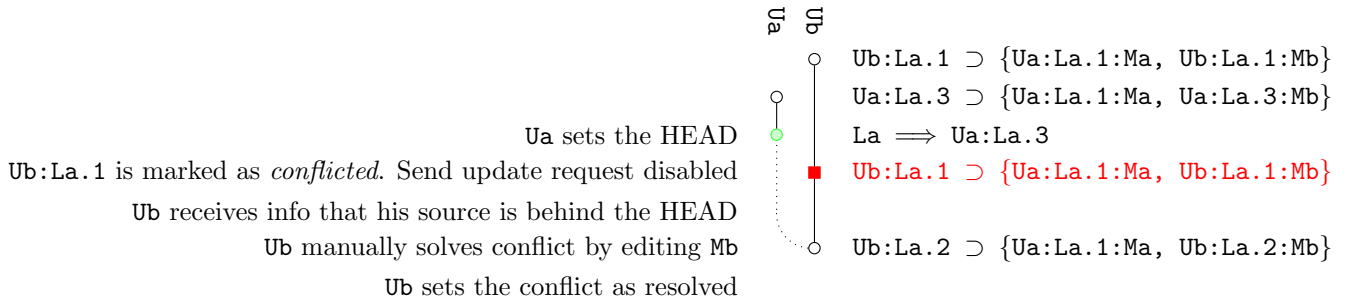 Ua Ub
Ub:La.1 ⊃ {Ua:La.1:Ma, Ub:La.1:Mb}
Ua:La.3 ⊃ {Ua:La.1:Ma, Ua:La.3:Mb}
Ua sets the HEAD La ⟹ Ua:La.3
Ub:La.1 is marked as conflicted. Send update request disabled Ub:La.1 ⊃ {Ua:La.1:Ma, Ub:La.1:Mb}
Ub receives info that his source is behind the HEAD
Ub manually solves conflict by editing Mb Ub:La.2 ⊃ {Ua:La.1:Ma, Ub:La.2:Mb}
Ub sets the conflict as resolved